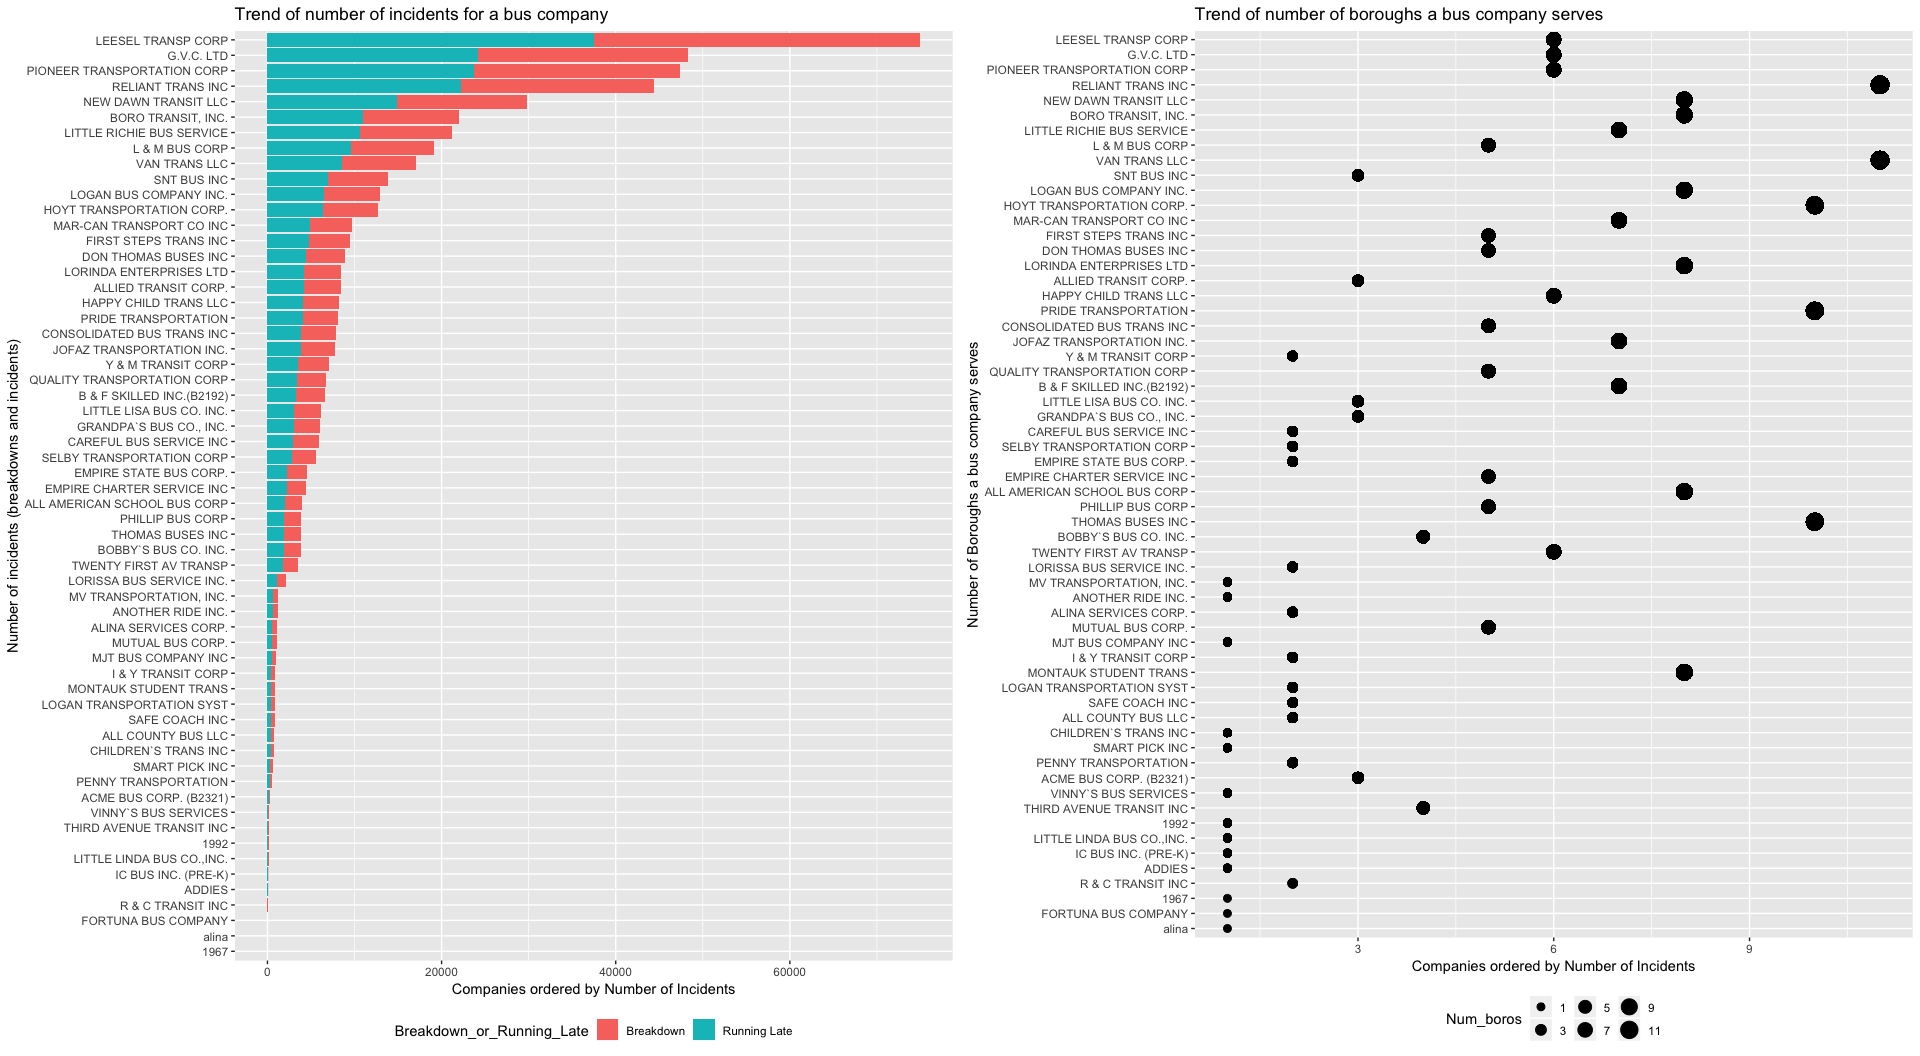 Trend of number of incidents for a bus company
Number of incidents (breakdowns and incidents)
LEESEL TRANSP CORP
G.V.C. LTD
PIONEER TRANSPORTATION CORP
RELIANT TRANS INC
NEW DAWN TRANSIT LLC
BORO TRANSIT, INC.
LITTLE RICHIE BUS SERVICE
L & M BUS CORP
VAN TRANS LLC
SNT BUS INC
LOGAN BUS COMPANY INC.
HOYT TRANSPORTATION CORP.
MAR-CAN TRANSPORT CO INC
FIRST STEPS TRANS INC
DON THOMAS BUSES INC
LORINDA ENTERPRISES LTD
ALLIED TRANSIT CORP.
HAPPY CHILD TRANS LLC
PRIDE TRANSPORTATION
CONSOLIDATED BUS TRANS INC
JOFAZ TRANSPORTATION INC.
Y & M TRANSIT CORP
QUALITY TRANSPORTATION CORP
B & F SKILLED INC.(B2192)
LITTLE LISA BUS CO. INC.
GRANDPA`S BUS CO., INC.
CAREFUL BUS SERVICE INC
SELBY TRANSPORTATION CORP
EMPIRE STATE BUS CORP.
EMPIRE CHARTER SERVICE INC
ALL AMERICAN SCHOOL BUS CORP
PHILLIP BUS CORP
THOMAS BUSES INC
BOBBY`S BUS CO. INC.
TWENTY FIRST AV TRANSP
LORISSA BUS SERVICE INC.
MV TRANSPORTATION, INC.
ANOTHER RIDE INC.
ALINA SERVICES CORP.
MUTUAL BUS CORP.
MJT BUS COMPANY INC
I & Y TRANSIT CORP
MONTAUK STUDENT TRANS
LOGAN TRANSPORTATION SYST
SAFE COACH INC
ALL COUNTY BUS LLC
CHILDREN`S TRANS INC
SMART PICK INC
PENNY TRANSPORTATION
ACME BUS CORP. (B2321)
VINNY`S BUS SERVICES
THIRD AVENUE TRANSIT INC
1992
LITTLE LINDA BUS CO.,INC.
IC BUS INC. (PRE-K)
ADDIES
R & C TRANSIT INC
FORTUNA BUS COMPANY
alina
1967
0 20000 40000 60000
Companies ordered by Number of Incidents
Breakdown_or_Running_Late Breakdown Running Late
Trend of number of boroughs a bus company serves
Number of Boroughs a bus company serves
LEESEL TRANSP CORP
G.V.C. LTD
PIONEER TRANSPORTATION CORP
RELIANT TRANS INC
NEW DAWN TRANSIT LLC
BORO TRANSIT, INC.
LITTLE RICHIE BUS SERVICE
L & M BUS CORP
VAN TRANS LLC
SNT BUS INC
LOGAN BUS COMPANY INC.
HOYT TRANSPORTATION CORP.
MAR-CAN TRANSPORT CO INC
FIRST STEPS TRANS INC
DON THOMAS BUSES INC
LORINDA ENTERPRISES LTD
ALLIED TRANSIT CORP.
HAPPY CHILD TRANS LLC
PRIDE TRANSPORTATION
CONSOLIDATED BUS TRANS INC
JOFAZ TRANSPORTATION INC.
Y & M TRANSIT CORP
QUALITY TRANSPORTATION CORP
B & F SKILLED INC.(B2192)
LITTLE LISA BUS CO. INC.
GRANDPA`S BUS CO., INC.
CAREFUL BUS SERVICE INC
SELBY TRANSPORTATION CORP
EMPIRE STATE BUS CORP.
EMPIRE CHARTER SERVICE INC
ALL AMERICAN SCHOOL BUS CORP
PHILLIP BUS CORP
THOMAS BUSES INC
BOBBY`S BUS CO. INC.
TWENTY FIRST AV TRANSP
LORISSA BUS SERVICE INC.
MV TRANSPORTATION, INC.
ANOTHER RIDE INC.
ALINA SERVICES CORP.
MUTUAL BUS CORP.
MJT BUS COMPANY INC
I & Y TRANSIT CORP
MONTAUK STUDENT TRANS
LOGAN TRANSPORTATION SYST
SAFE COACH INC
ALL COUNTY BUS LLC
CHILDREN`S TRANS INC
SMART PICK INC
PENNY TRANSPORTATION
ACME BUS CORP. (B2321)
VINNY`S BUS SERVICES
THIRD AVENUE TRANSIT INC
1992
LITTLE LINDA BUS CO.,INC.
IC BUS INC. (PRE-K)
ADDIES
R & C TRANSIT INC
1967
FORTUNA BUS COMPANY
alina
3 6 9
Companies ordered by Number of Incidents
Num_boros
1 5 9
3 7 11